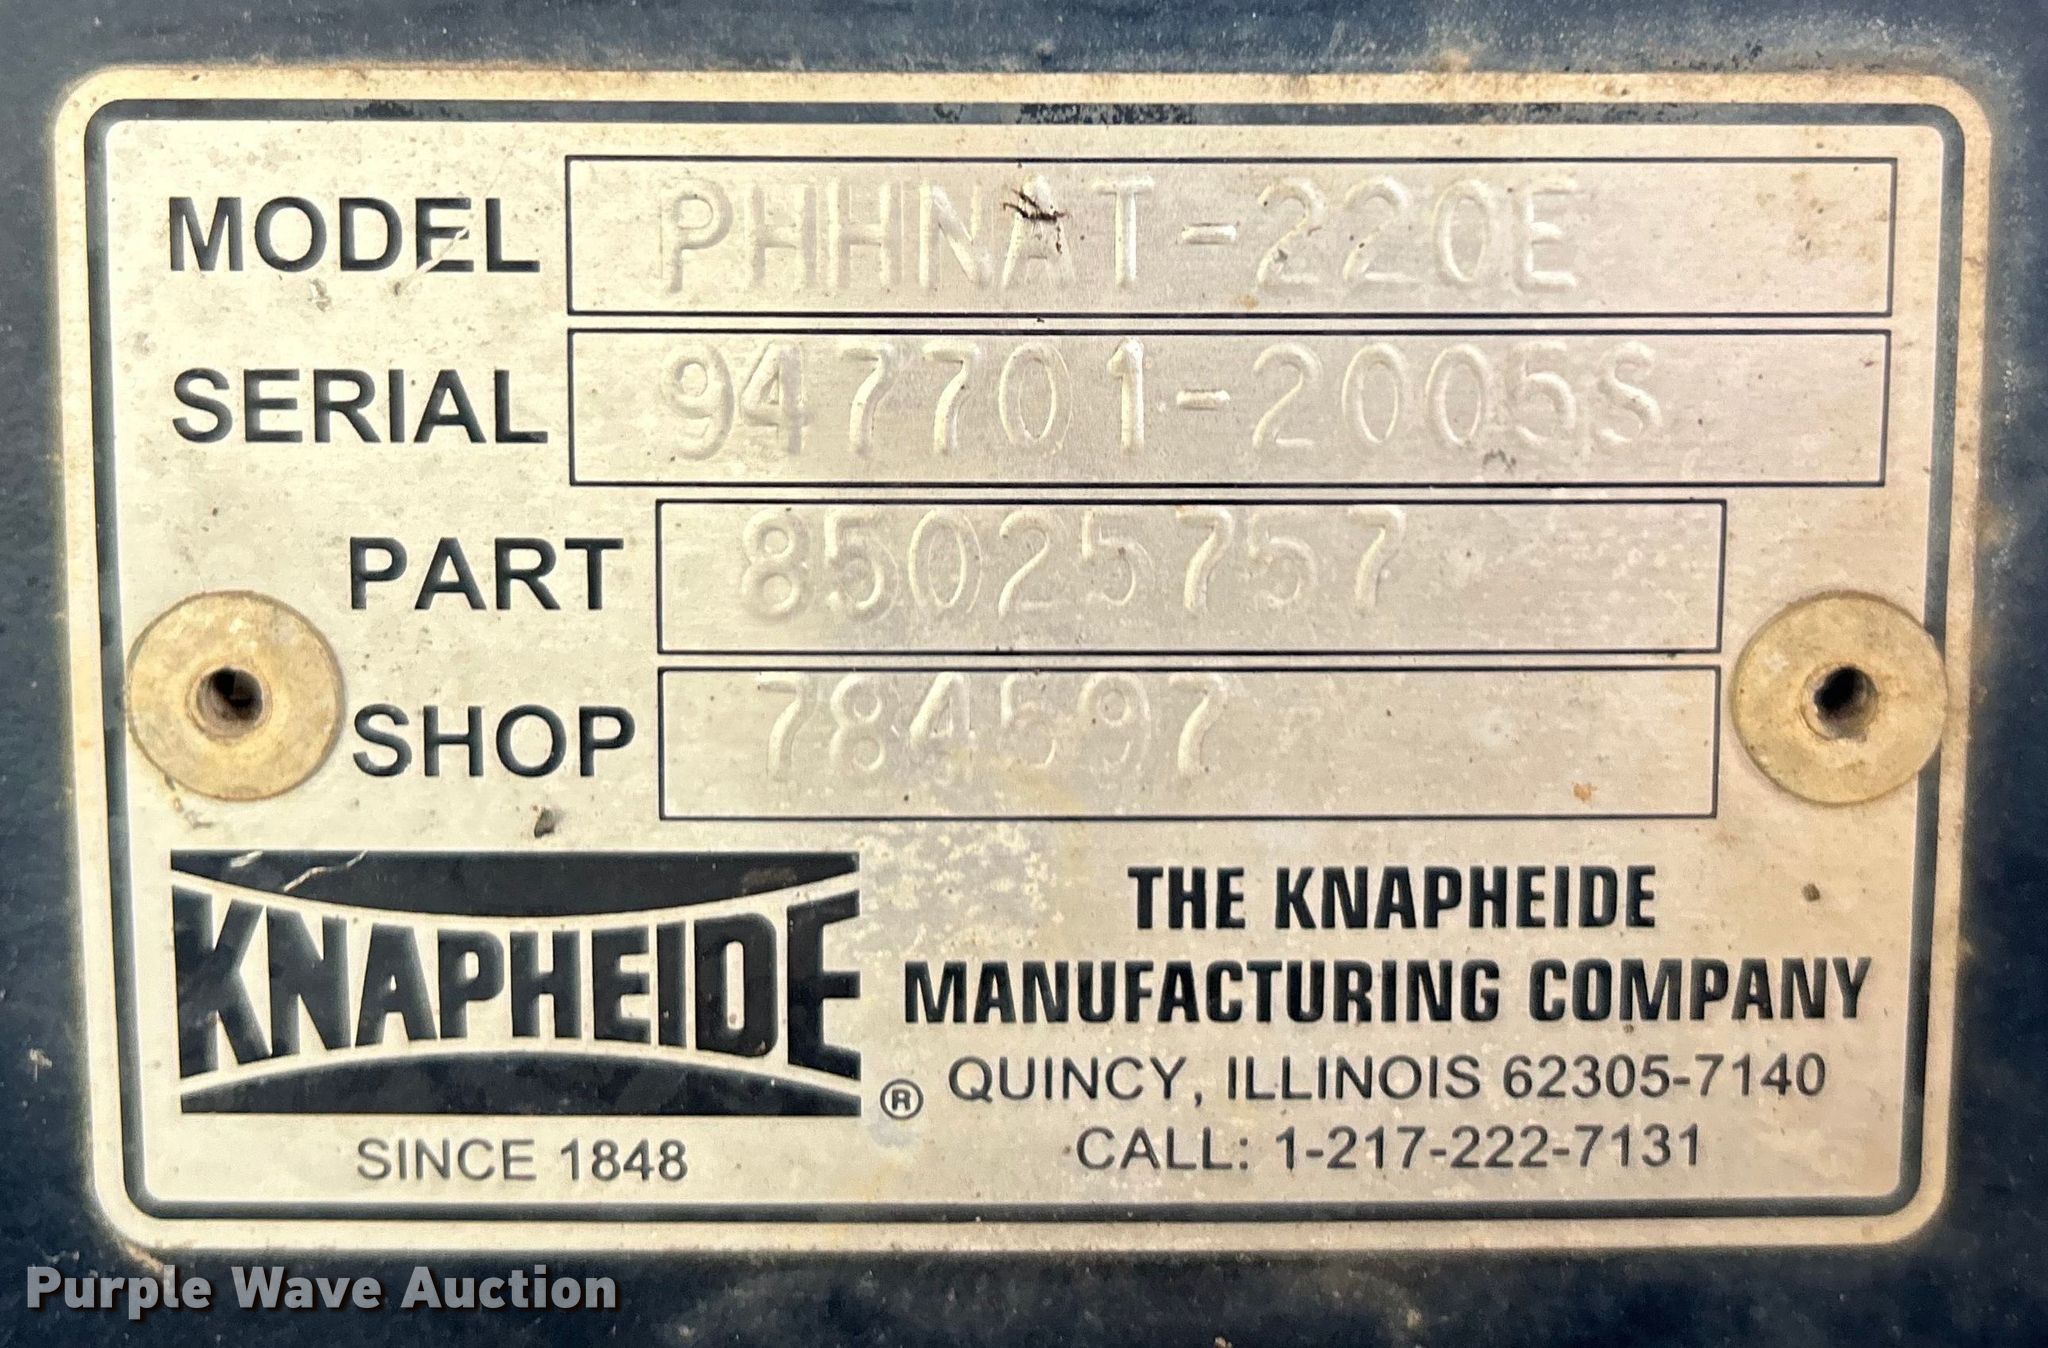 MODEL PHHNAT-220E
SERIAL 947701-2005S
PART 85025757
SHOP 784597
KNAPHEIDE ®
SINCE 1848
THE KNAPHEIDE
MANUFACTURING COMPANY
QUINCY, ILLINOIS 62305-7140
CALL: 1-217-222-7131
Purple Wave Auction